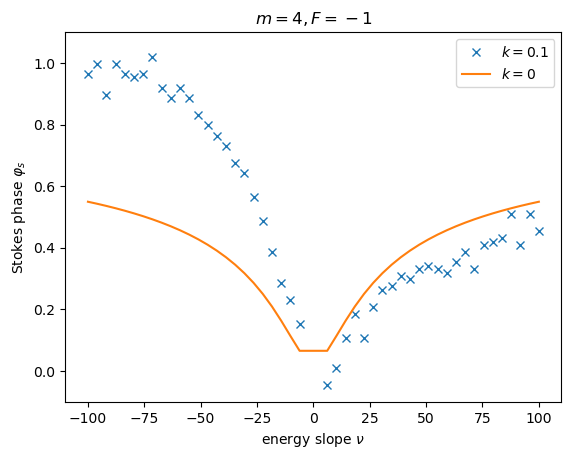 m = 4, F = −1
k = 0.1
k = 0
Stokes phase φₛ
1.0
0.8
0.6
0.4
0.2
0.0
−100 −75 −50 −25 0 25 50 75 100
energy slope ν